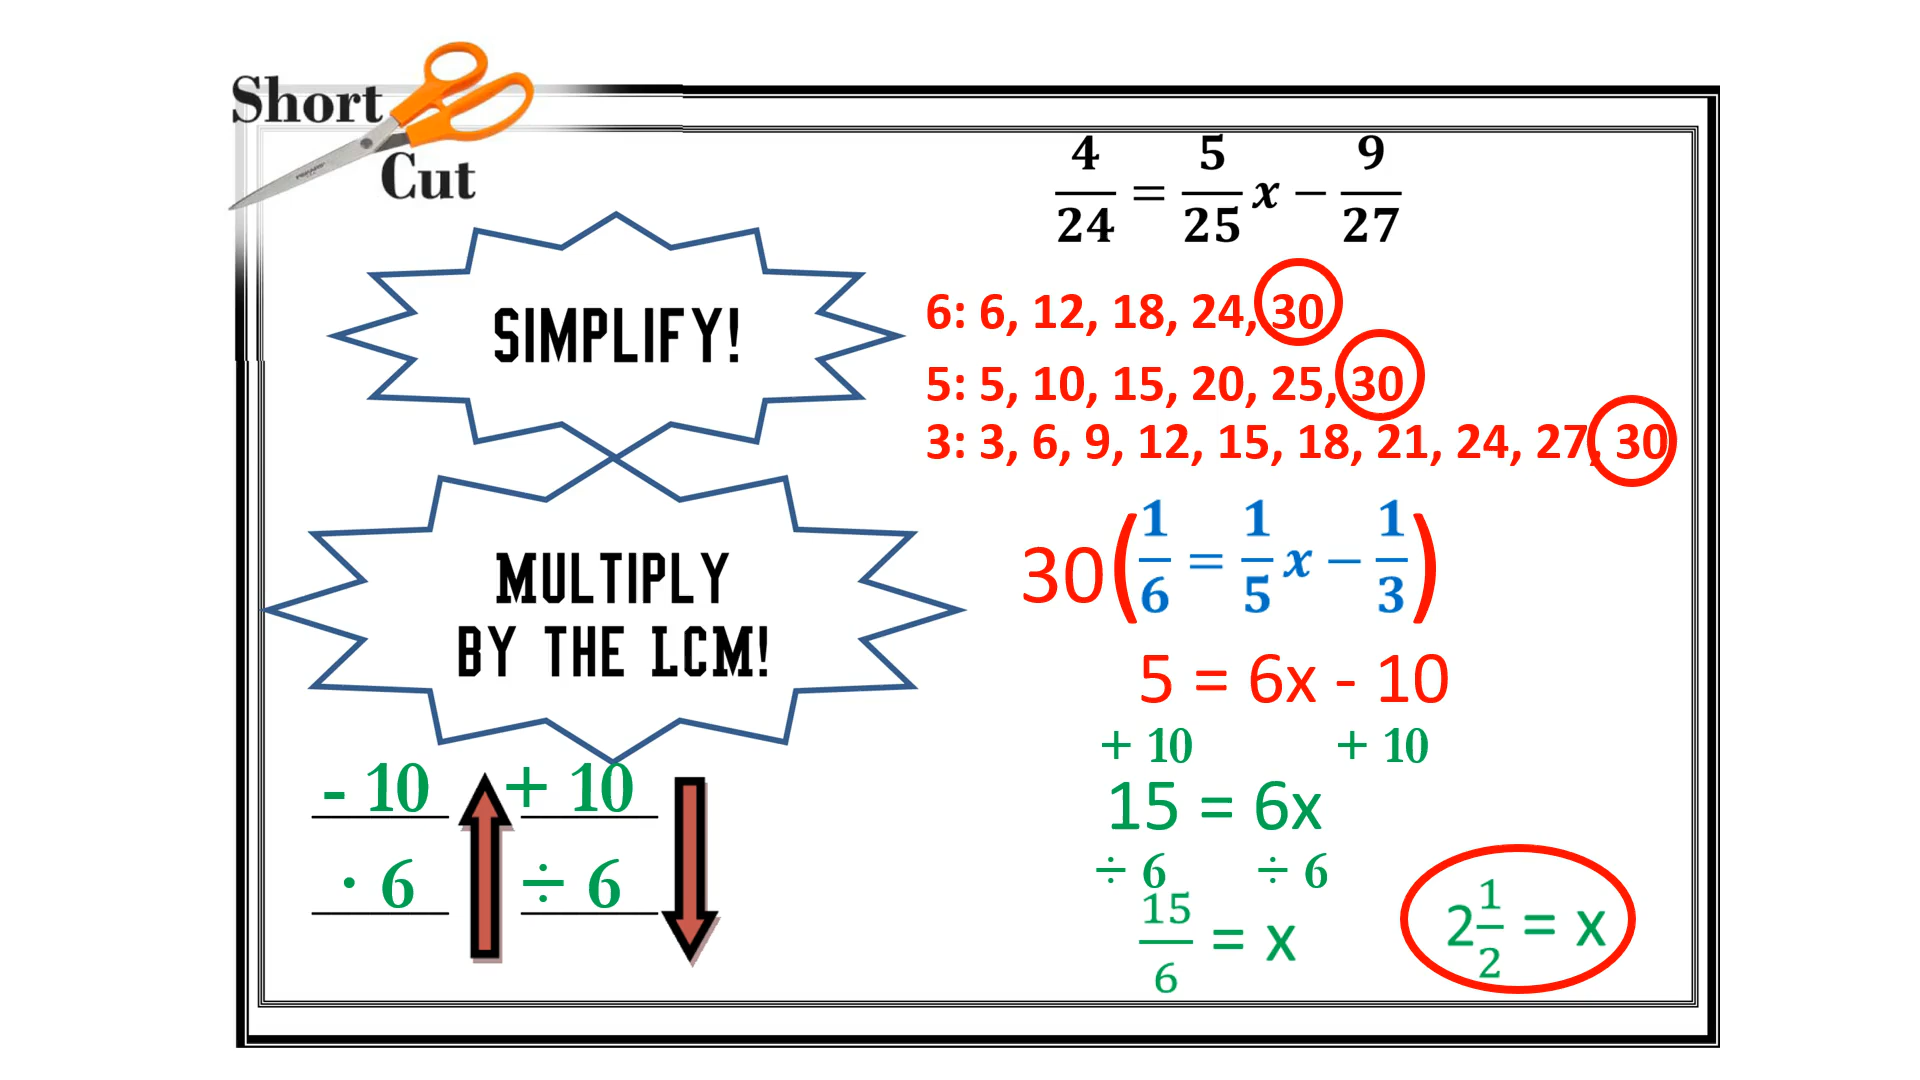 Short
Cut
4/24 = 5/25 x − 9/27
SIMPLIFY!
6: 6, 12, 18, 24, 30
5: 5, 10, 15, 20, 25, 30
3: 3, 6, 9, 12, 15, 18, 21, 24, 27, 30
MULTIPLY
BY THE LCM!
30(1/6 = 1/5 x − 1/3)
5 = 6x - 10
+ 10 + 10
15 = 6x
÷ 6 ÷ 6
15/6 = x
2 1/2 = x
- 10 + 10
· 6 ÷ 6